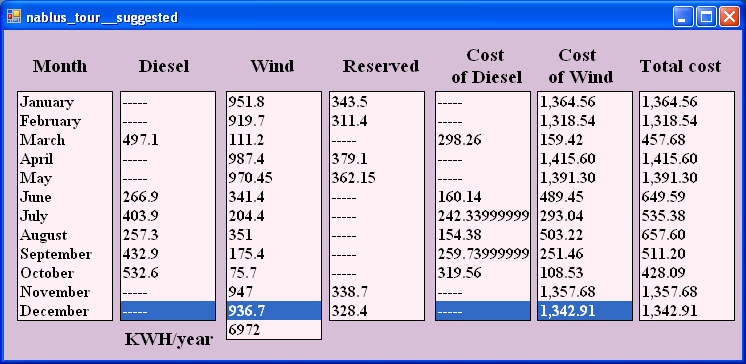 nablus_tour__suggested
Month Diesel Wind Reserved Cost of Diesel Cost of Wind Total cost
January ----- 951.8 343.5 ----- 1,364.56 1,364.56
February ----- 919.7 311.4 ----- 1,318.54 1,318.54
March 497.1 111.2 ----- 298.26 159.42 457.68
April ----- 987.4 379.1 ----- 1,415.60 1,415.60
May ----- 970.45 362.15 ----- 1,391.30 1,391.30
June 266.9 341.4 ----- 160.14 489.45 649.59
July 403.9 204.4 ----- 242.33999999 293.04 535.38
August 257.3 351 ----- 154.38 503.22 657.60
September 432.9 175.4 ----- 259.73999999 251.46 511.20
October 532.6 75.7 ----- 319.56 108.53 428.09
November ----- 947 338.7 ----- 1,357.68 1,357.68
December ----- 936.7 328.4 ----- 1,342.91 1,342.91
KWH/year 6972